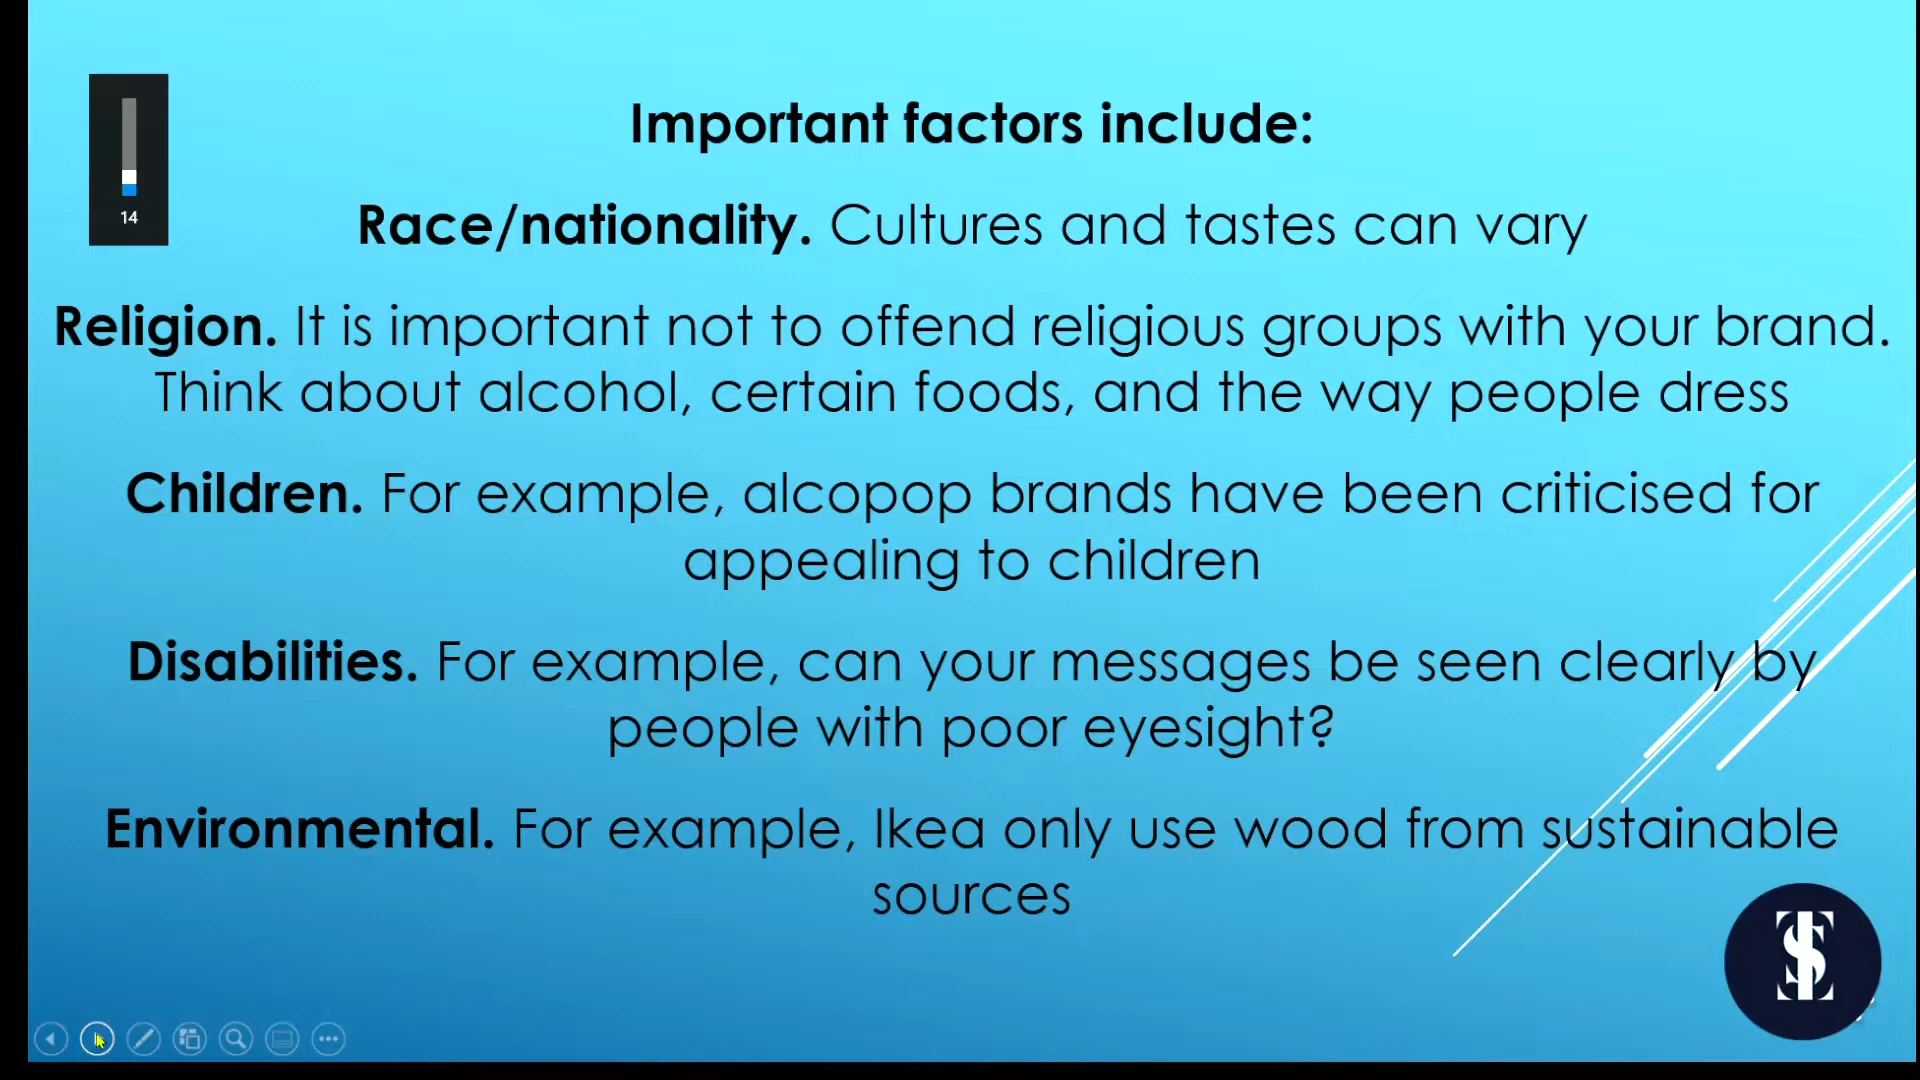 14
Important factors include:
Race/nationality. Cultures and tastes can vary
Religion. It is important not to offend religious groups with your brand.
Think about alcohol, certain foods, and the way people dress
Children. For example, alcopop brands have been criticised for
appealing to children
Disabilities. For example, can your messages be seen clearly by
people with poor eyesight?
Environmental. For example, Ikea only use wood from sustainable
sources